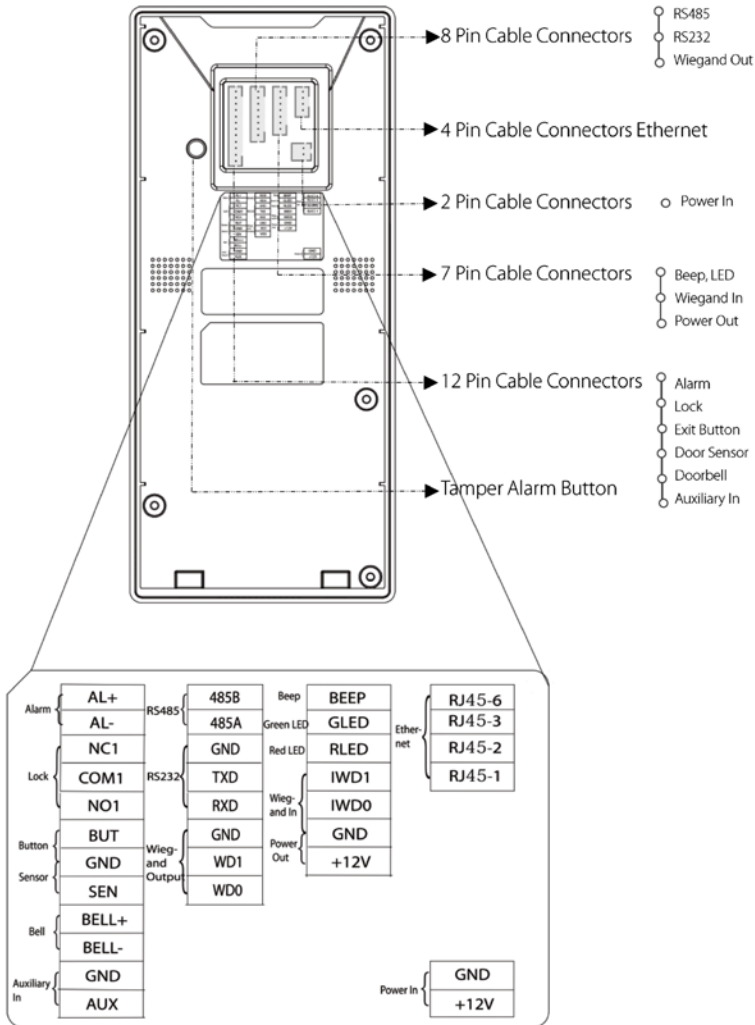 8 Pin Cable Connectors
RS485
RS232
Wiegand Out
4 Pin Cable Connectors Ethernet
2 Pin Cable Connectors
Power In
7 Pin Cable Connectors
Beep, LED
Wiegand In
Power Out
12 Pin Cable Connectors
Alarm
Lock
Exit Button
Door Sensor
Doorbell
Auxiliary In
Tamper Alarm Button
Alarm
AL+
AL-
Lock
NC1
COM1
NO1
Button
BUT
GND
Sensor
SEN
Bell
BELL+
BELL-
Auxiliary
In
GND
AUX
RS485
485B
485A
RS232
GND
TXD
RXD
Wieg-
and
Output
GND
WD1
WD0
Beep
BEEP
Green LED
GLED
Red LED
RLED
Wieg-
and In
IWD1
IWD0
Power
Out
GND
+12V
Ether-
net
RJ45-6
RJ45-3
RJ45-2
RJ45-1
Power In
GND
+12V